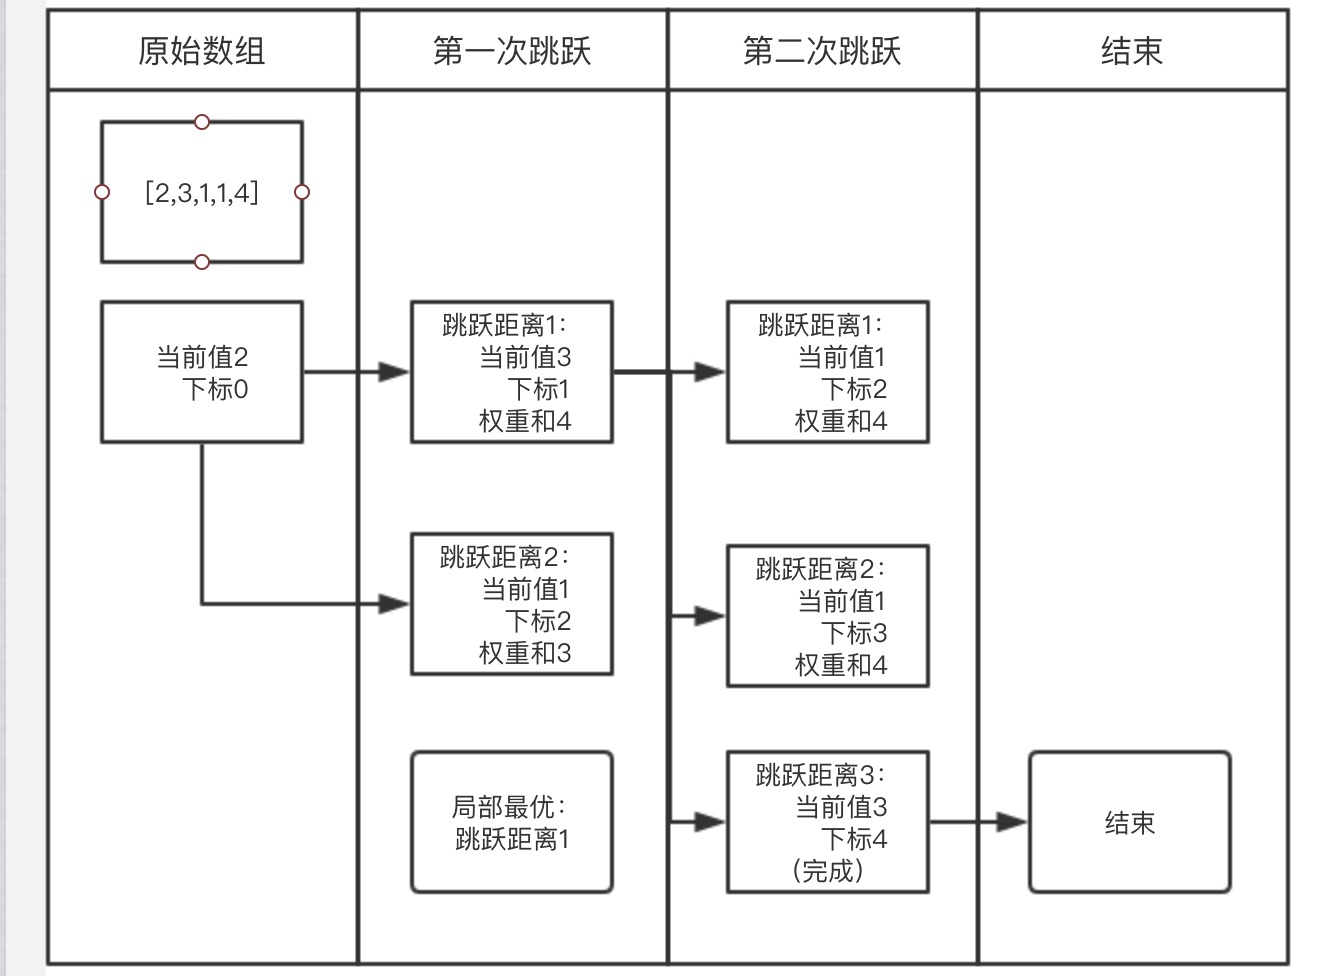 原始数组
第一次跳跃
第二次跳跃
结束
[2,3,1,1,4]
当前值2
下标0
跳跃距离1：
当前值3
下标1
权重和4
跳跃距离1：
当前值1
下标2
权重和4
跳跃距离2：
当前值1
下标2
权重和3
跳跃距离2：
当前值1
下标3
权重和4
局部最优：
跳跃距离1
跳跃距离3：
当前值3
下标4
（完成）
结束